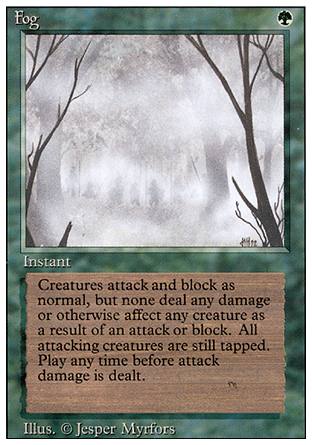 Fog
Instant
Creatures attack and block as
normal, but none deal any damage
or otherwise affect any creature as
a result of an attack or block. All
attacking creatures are still tapped.
Play any time before attack
damage is dealt.
Illus. © Jesper Myrfors